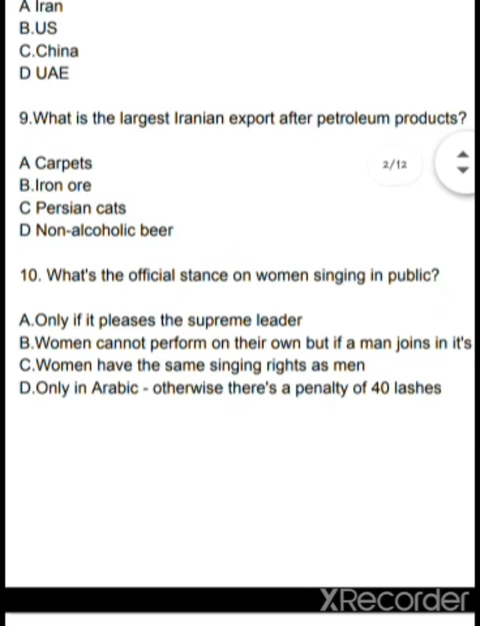 A Iran
B.US
C.China
D UAE
9.What is the largest Iranian export after petroleum products?
A Carpets
2/12
B.Iron ore
C Persian cats
D Non-alcoholic beer
10. What's the official stance on women singing in public?
A.Only if it pleases the supreme leader
B.Women cannot perform on their own but if a man joins in it's
C.Women have the same singing rights as men
D.Only in Arabic - otherwise there's a penalty of 40 lashes
XRecorder